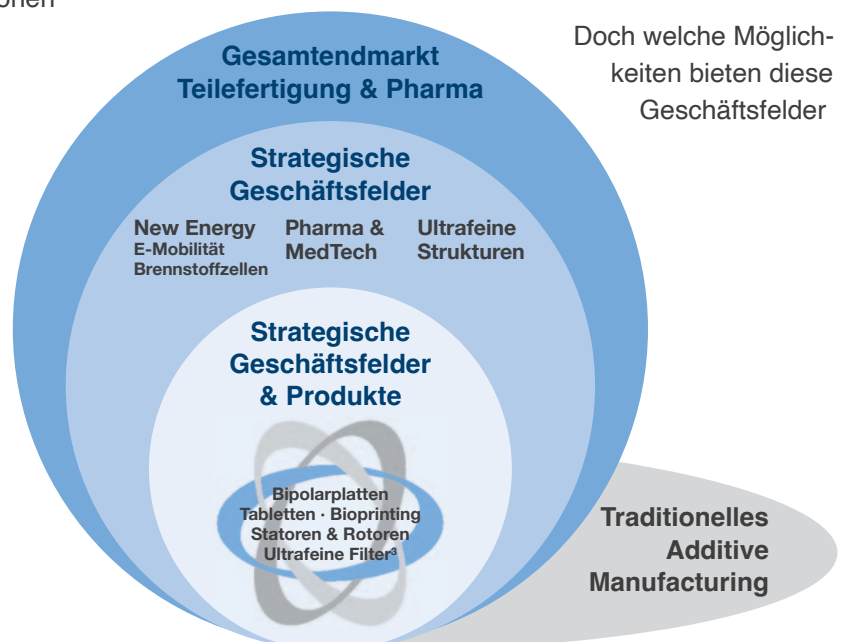 Doch welche Möglich-
keiten bieten diese
Geschäftsfelder
Gesamtendmarkt
Teilefertigung & Pharma
Strategische
Geschäftsfelder
New Energy
E-Mobilität
Brennstoffzellen
Pharma &
MedTech
Ultrafeine
Strukturen
Strategische
Geschäftsfelder
& Produkte
Bipolarplatten
Tabletten · Bioprinting
Statoren & Rotoren
Ultrafeine Filter³
Traditionelles
Additive
Manufacturing